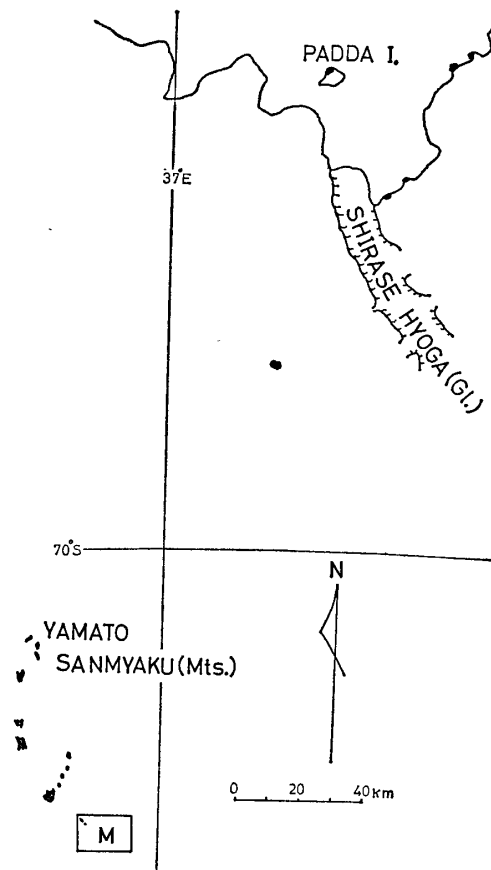 PADDA I.
37°E
SHIRASE HYOGA (Gl.)
70°S
N
YAMATO
SANMYAKU (Mts.)
0 20 40 km
M